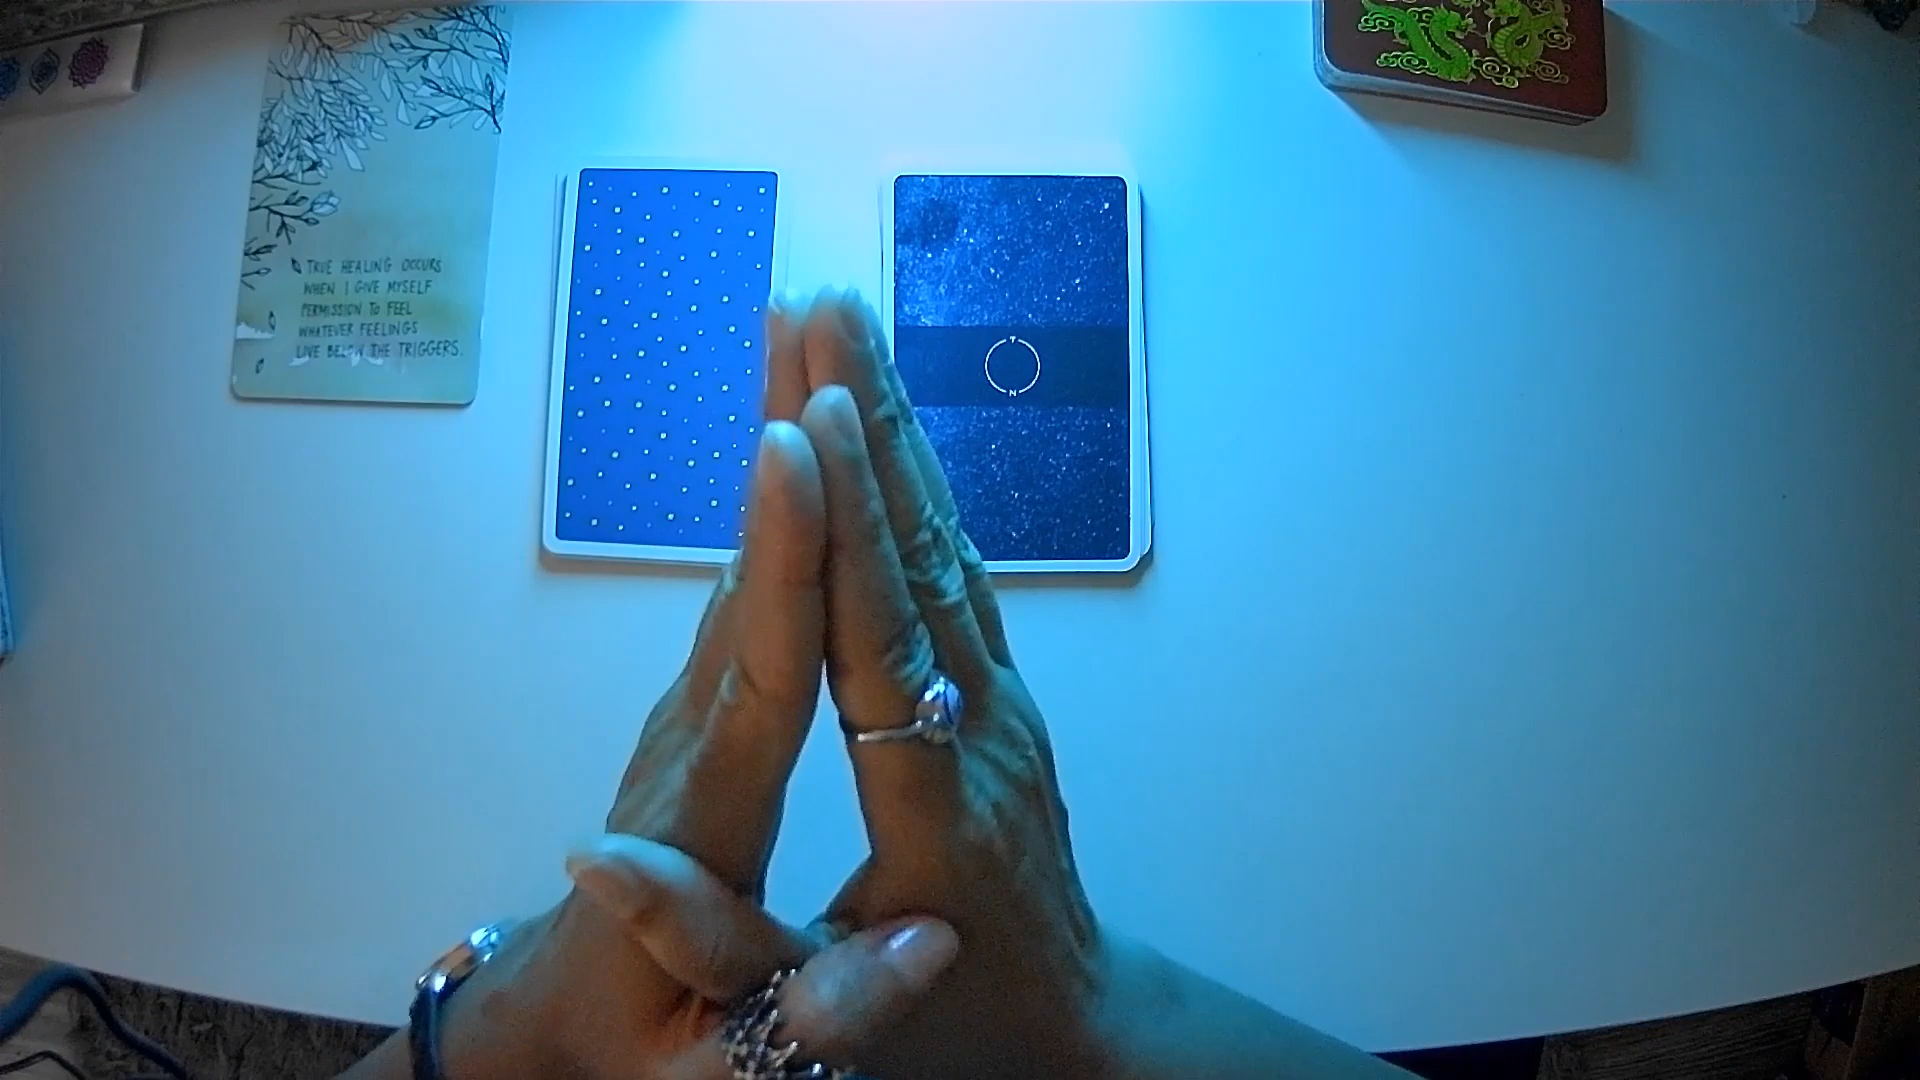 TRUE HEALING OCCURS
WHEN I GIVE MYSELF
PERMISSION TO FEEL
WHATEVER FEELINGS
LIVE BELOW THE TRIGGERS.
T
N